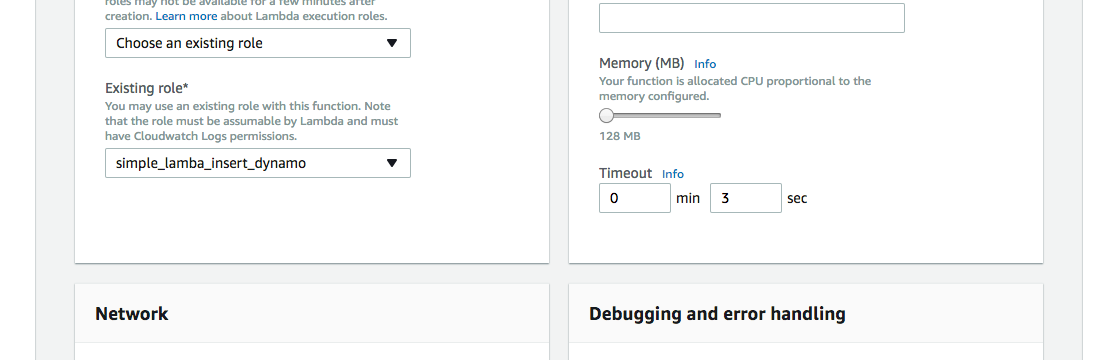 roles may not be available for a few minutes after
creation. Learn more about Lambda execution roles.
Choose an existing role
Existing role*
You may use an existing role with this function. Note
that the role must be assumable by Lambda and must
have Cloudwatch Logs permissions.
simple_lamba_insert_dynamo
Memory (MB) Info
Your function is allocated CPU proportional to the
memory configured.
128 MB
Timeout Info
0 min 3 sec
Network
Debugging and error handling